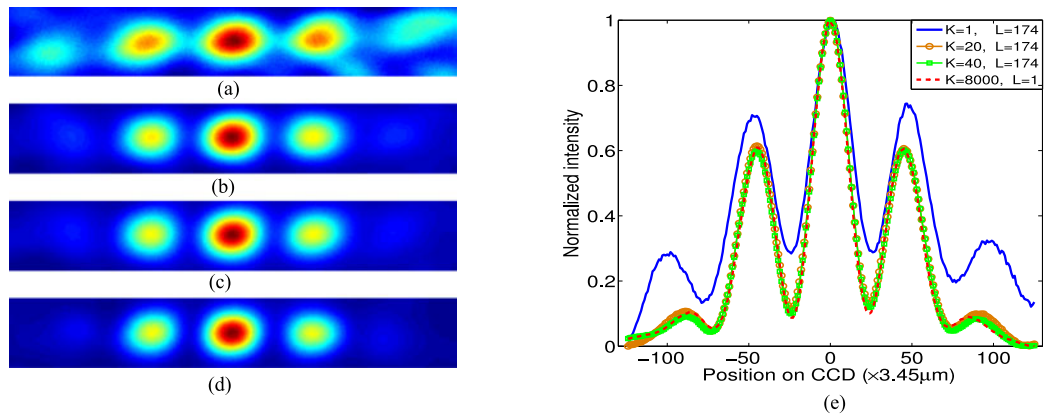 (a)
(b)
(c)
(d)
Normalized intensity
1
0.8
0.6
0.4
0.2
0
K=1, L=174
K=20, L=174
K=40, L=174
K=8000, L=1
−100 −50 0 50 100
Position on CCD (×3.45μm)
(e)